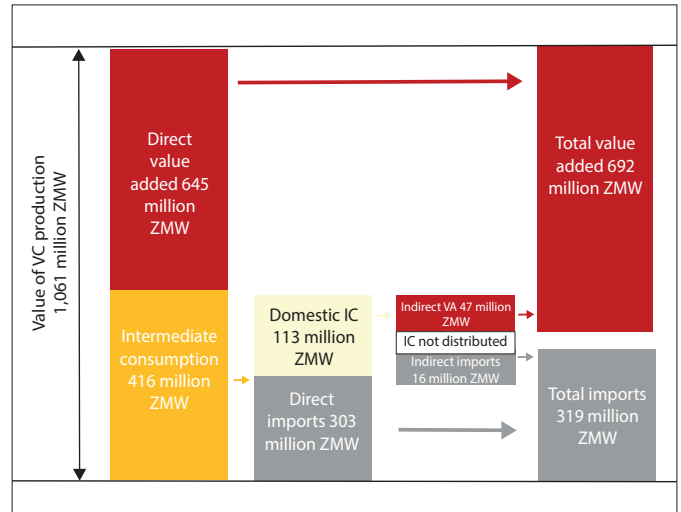 Value of VC production
1,061 million ZMW
Direct
value
added 645
million
ZMW
Intermediate
consumption
416 million
ZMW
Domestic IC
113 million
ZMW
Direct
imports 303
million ZMW
Indirect VA 47 million
ZMW
IC not distributed
Indirect imports
16 million ZMW
Total value
added 692
million
ZMW
Total imports
319 million
ZMW